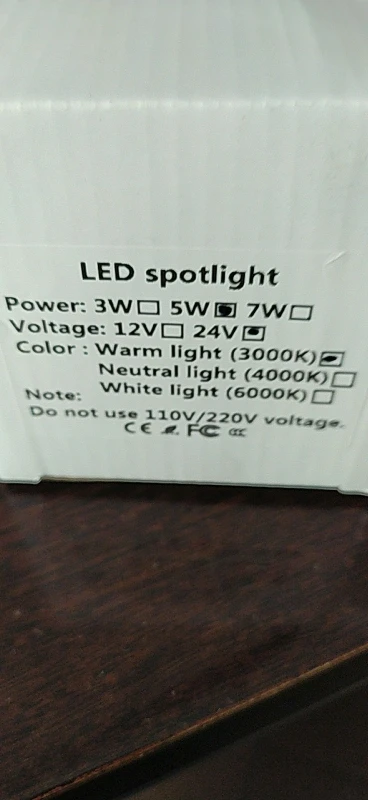 LED spotlight
Power: 3W☐ 5W☑ 7W☐
Voltage: 12V☐ 24V☑
Color : Warm light (3000K)☑
Neutral light (4000K)☐
White light (6000K)☐
Note:
Do not use 110V/220V voltage.
CE FC CCC